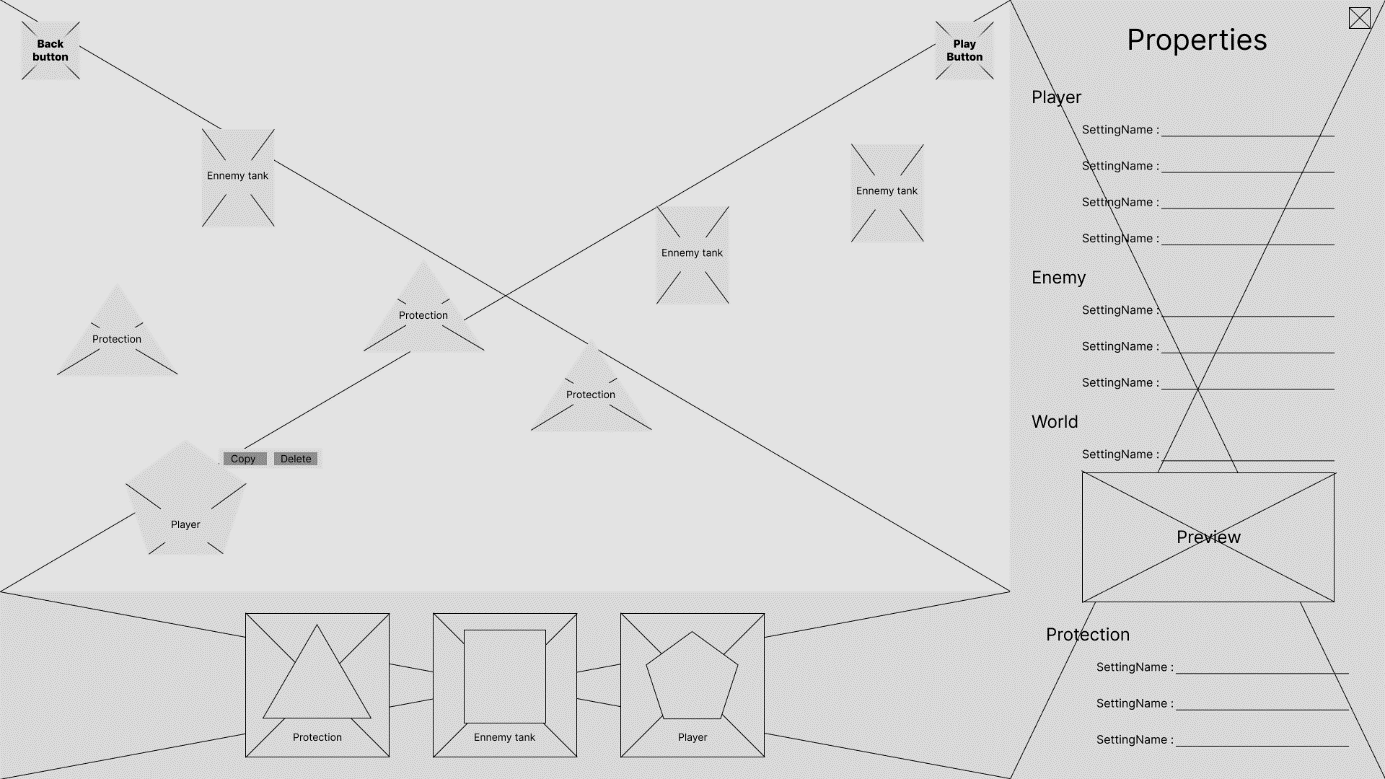 Back
button
Play
Button
Ennemy tank
Ennemy tank
Ennemy tank
Protection
Protection
Protection
Copy
Delete
Player
Protection
Ennemy tank
Player
Properties
Player
SettingName :
SettingName :
SettingName :
SettingName :
Enemy
SettingName :
SettingName :
SettingName :
World
SettingName :
Preview
Protection
SettingName :
SettingName :
SettingName :